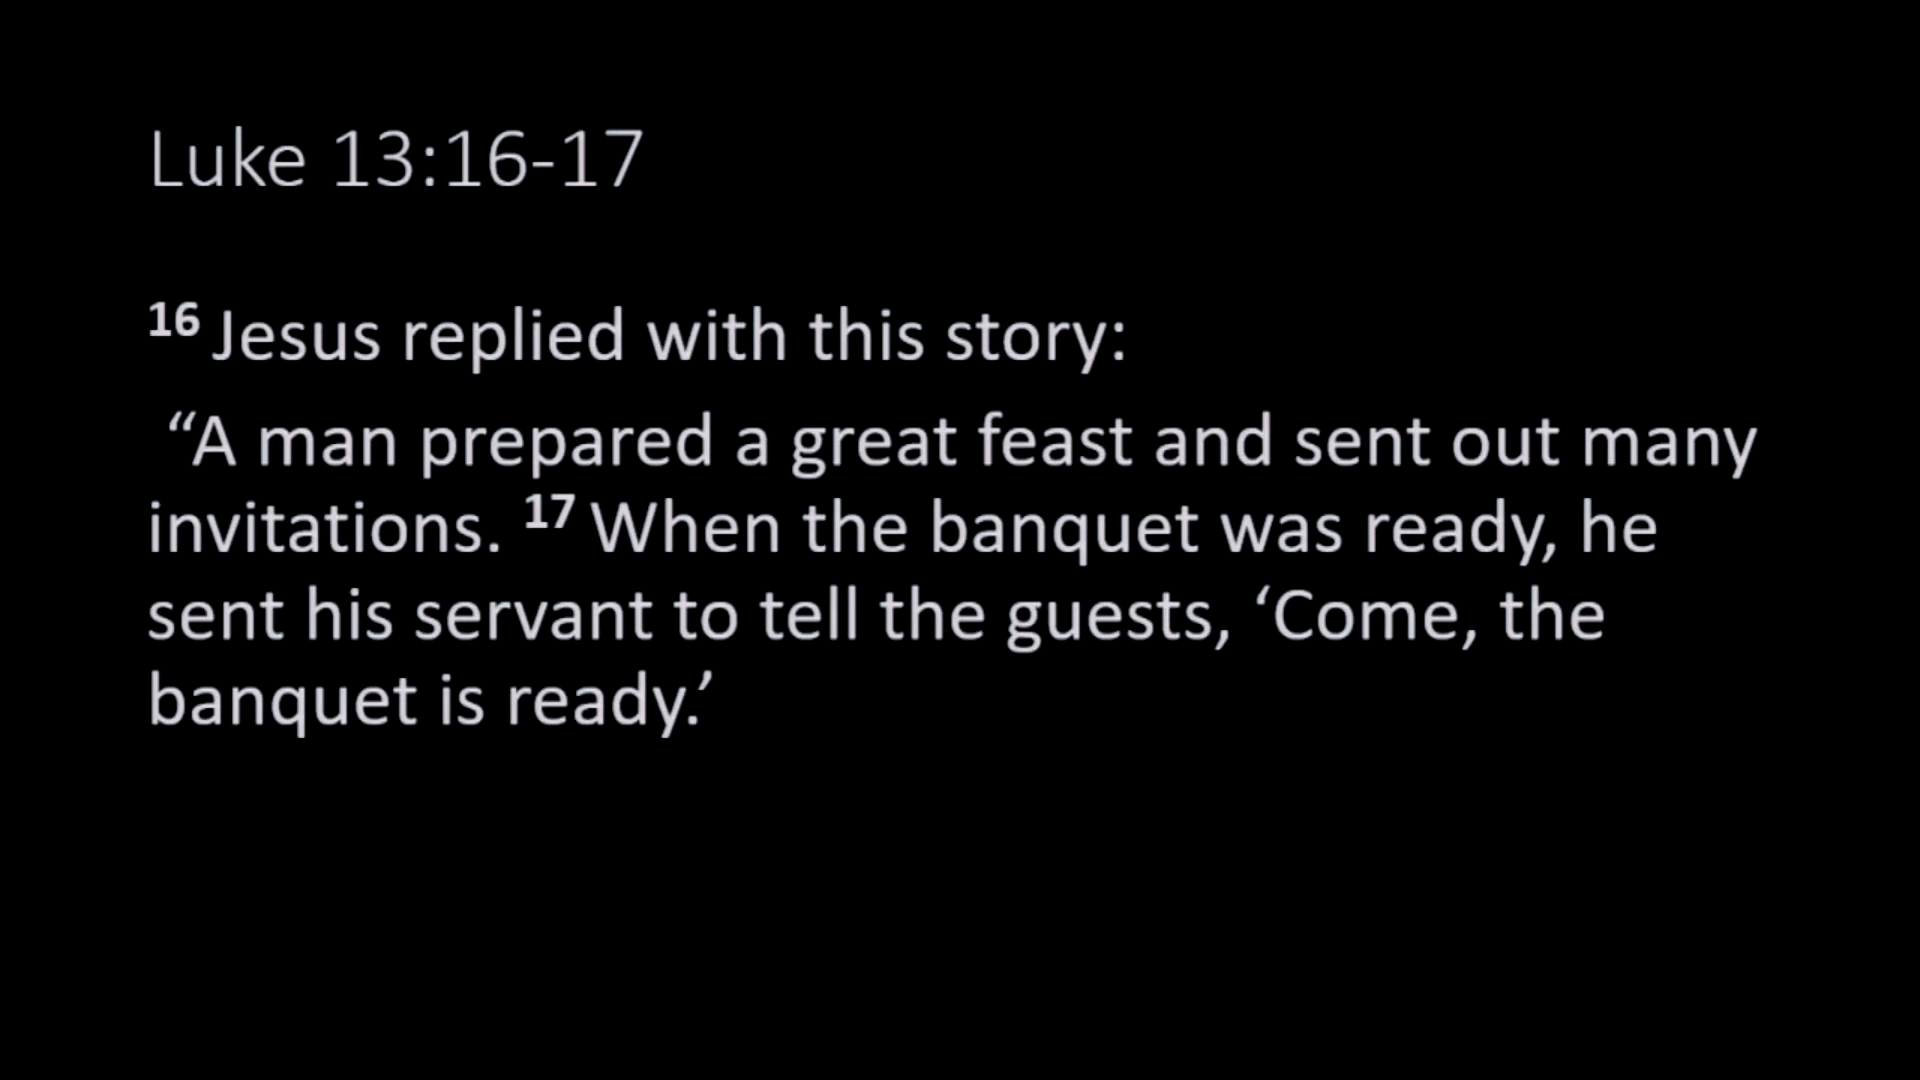 Luke 13:16-17
16 Jesus replied with this story:
“A man prepared a great feast and sent out many
invitations. 17 When the banquet was ready, he
sent his servant to tell the guests, ‘Come, the
banquet is ready.’